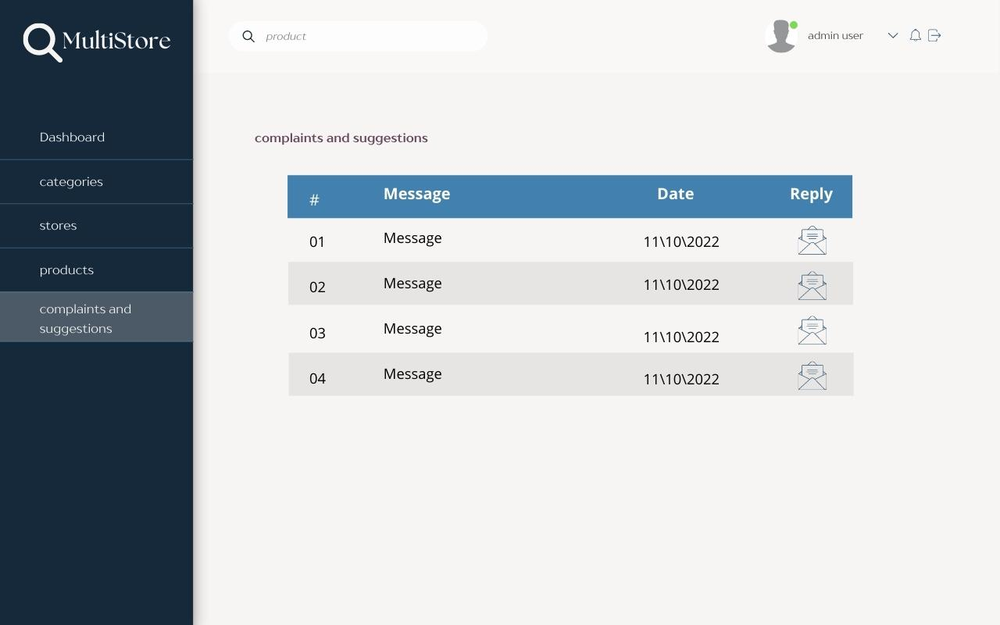 MultiStore
product
admin user
Dashboard
categories
stores
products
complaints and
suggestions
complaints and suggestions
# Message Date Reply
01 Message 11\10\2022
02 Message 11\10\2022
03 Message 11\10\2022
04 Message 11\10\2022